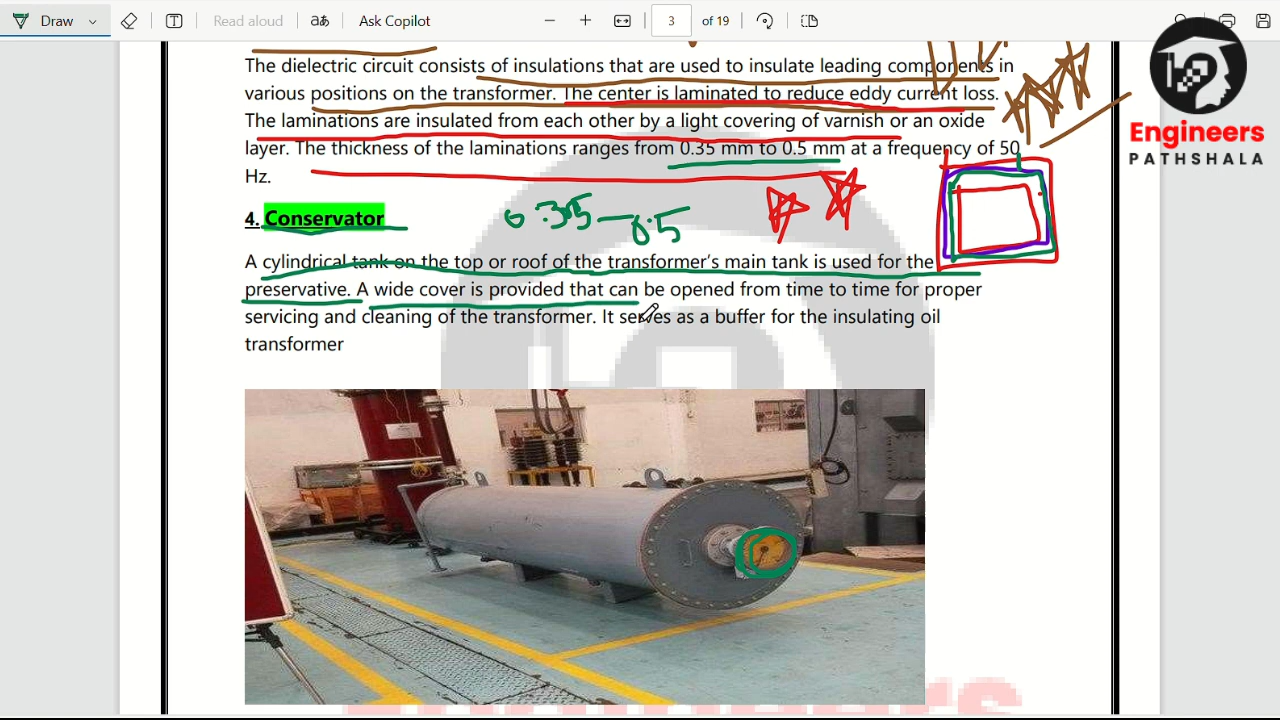 Draw
Read aloud
aあ
Ask Copilot
3
of 19
The dielectric circuit consists of insulations that are used to insulate leading components in
various positions on the transformer. The center is laminated to reduce eddy current loss.
The laminations are insulated from each other by a light covering of varnish or an oxide
layer. The thickness of the laminations ranges from 0.35 mm to 0.5 mm at a frequency of 50
Hz.
Engineers
PATHSHALA
4. Conservator
A cylindrical tank on the top or roof of the transformer's main tank is used for the
preservative. A wide cover is provided that can be opened from time to time for proper
servicing and cleaning of the transformer. It serves as a buffer for the insulating oil
transformer